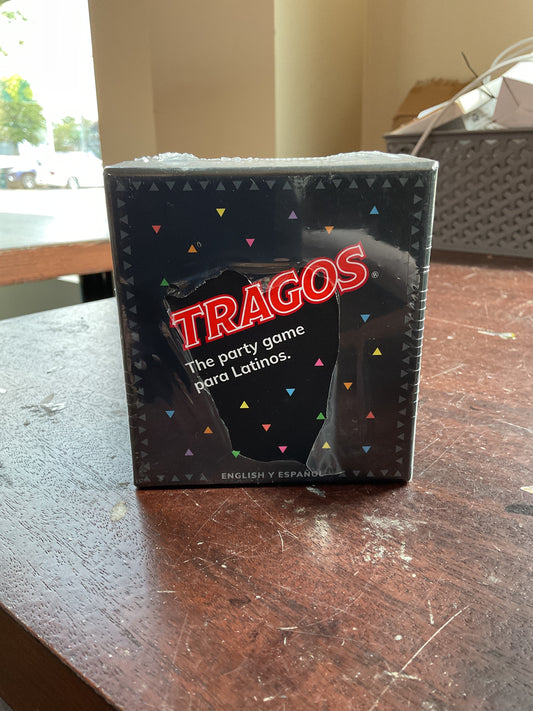 TRAGOS®
The party game
para Latinos.
ENGLISH Y ESPAÑOL